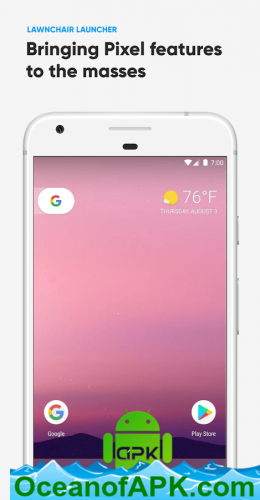 LAWNCHAIR LAUNCHER
Bringing Pixel features
to the masses
7:00
G
76°F
THURSDAY, AUGUST 3
G
Google
Play Store
GPK
OceanofAPK.com